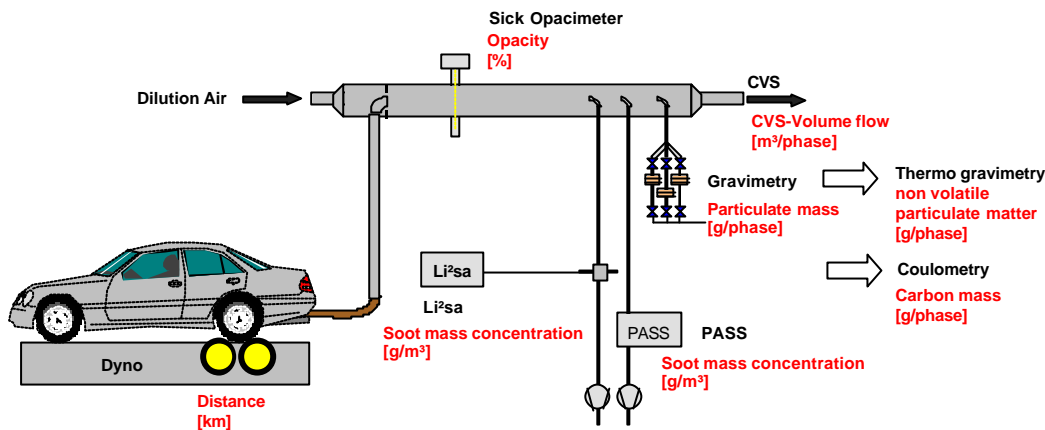 Sick Opacimeter
Opacity
[%]
Dilution Air
CVS
CVS-Volume flow
[m³/phase]
Gravimetry
Particulate mass
[g/phase]
Thermo gravimetry
non volatile
particulate matter
[g/phase]
Coulometry
Carbon mass
[g/phase]
Li²sa
Li²sa
Soot mass concentration
[g/m³]
PASS
PASS
Soot mass concentration
[g/m³]
Dyno
Distance
[km]